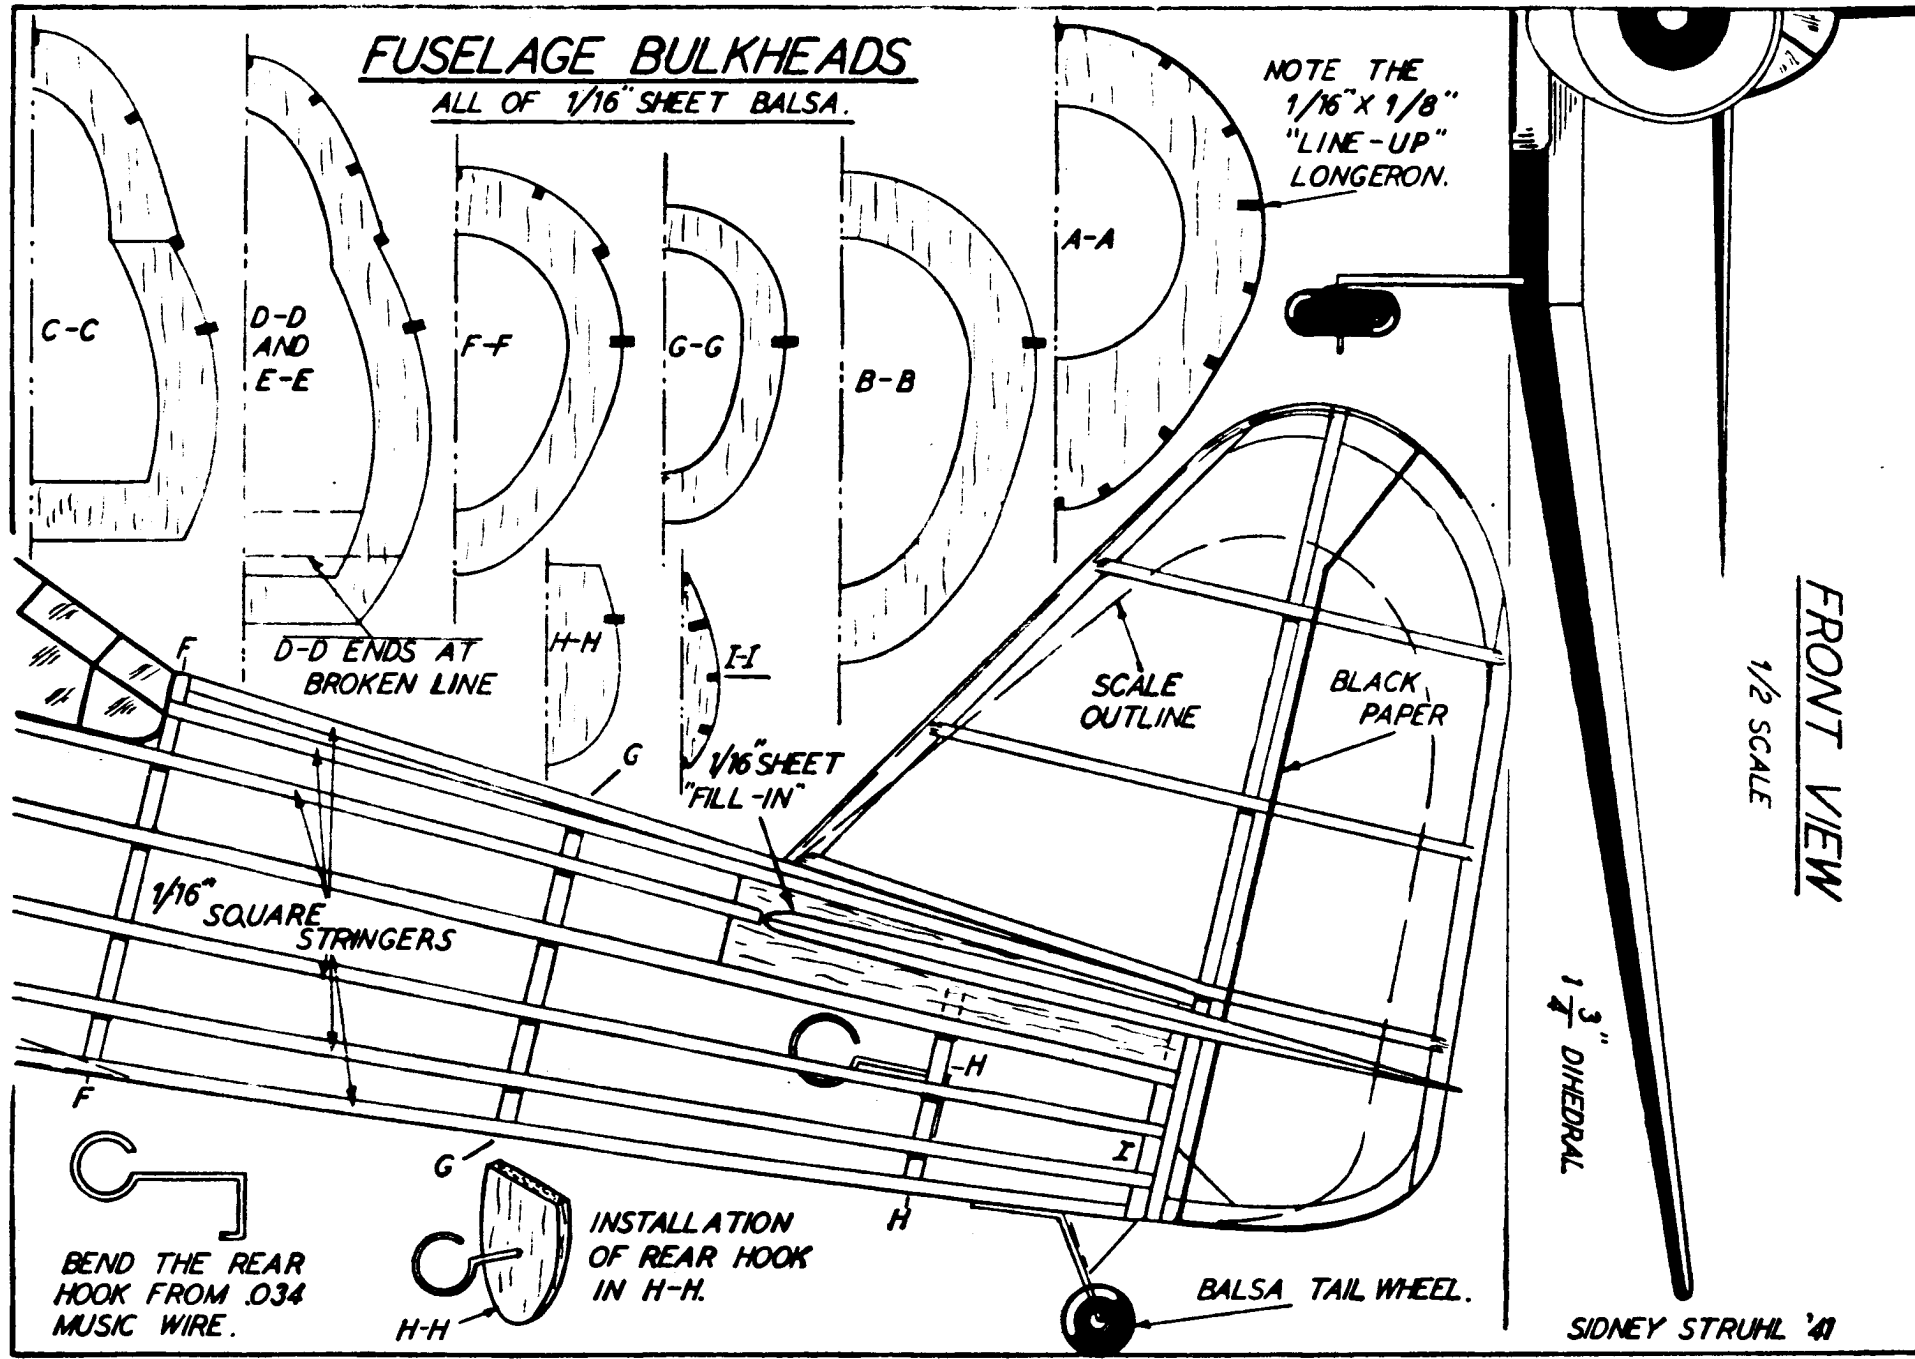 FUSELAGE BULKHEADS
ALL OF 1/16" SHEET BALSA.
NOTE THE
1/16" X 1/8"
"LINE-UP"
LONGERON.
C-C
D-D
AND
E-E
F-F
G-G
B-B
A-A
D-D ENDS AT
BROKEN LINE
H-H
I-I
F
G
1/16" SHEET
"FILL-IN"
SCALE
OUTLINE
BLACK
PAPER
1/16"
SQUARE
STRINGERS
F
G
-H
H
I
BEND THE REAR
HOOK FROM .034
MUSIC WIRE.
H-H
INSTALLATION
OF REAR HOOK
IN H-H.
BALSA TAIL WHEEL.
FRONT VIEW
1/2 SCALE
1 3/4" DIHEDRAL
SIDNEY STRUHL '41